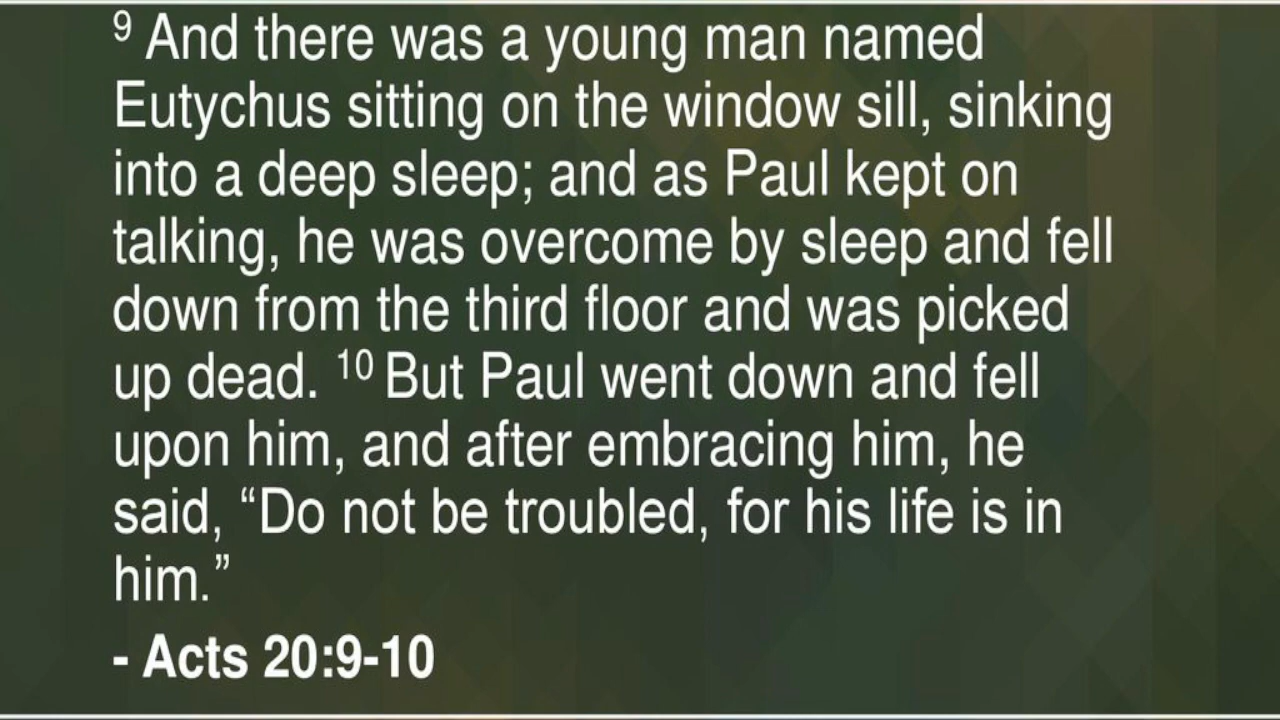 9 And there was a young man named
Eutychus sitting on the window sill, sinking
into a deep sleep; and as Paul kept on
talking, he was overcome by sleep and fell
down from the third floor and was picked
up dead. 10 But Paul went down and fell
upon him, and after embracing him, he
said, “Do not be troubled, for his life is in
him.”
- Acts 20:9-10